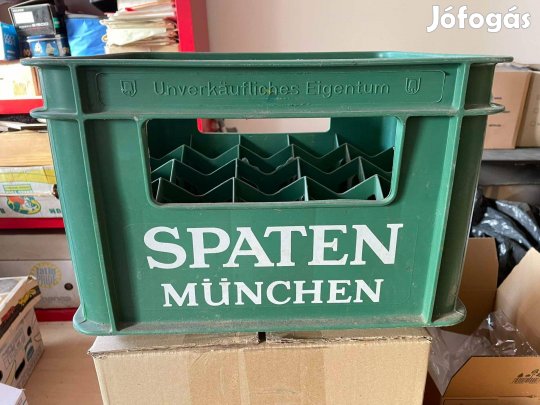 Jófogás
Unverkäufliches Eigentum
SPATEN
MÜNCHEN